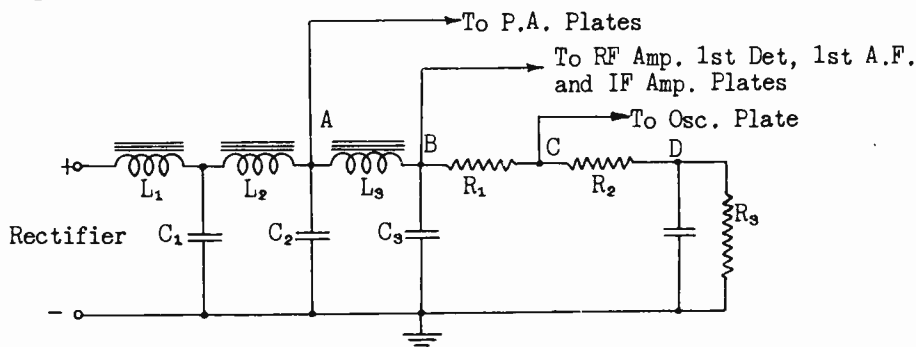 To P.A. Plates
To RF Amp. 1st Det, 1st A.F.
and IF Amp. Plates
To Osc. Plate
A
B
C
D
+
L₁
L₂
L₃
R₁
R₂
R₃
Rectifier
C₁
C₂
C₃
-